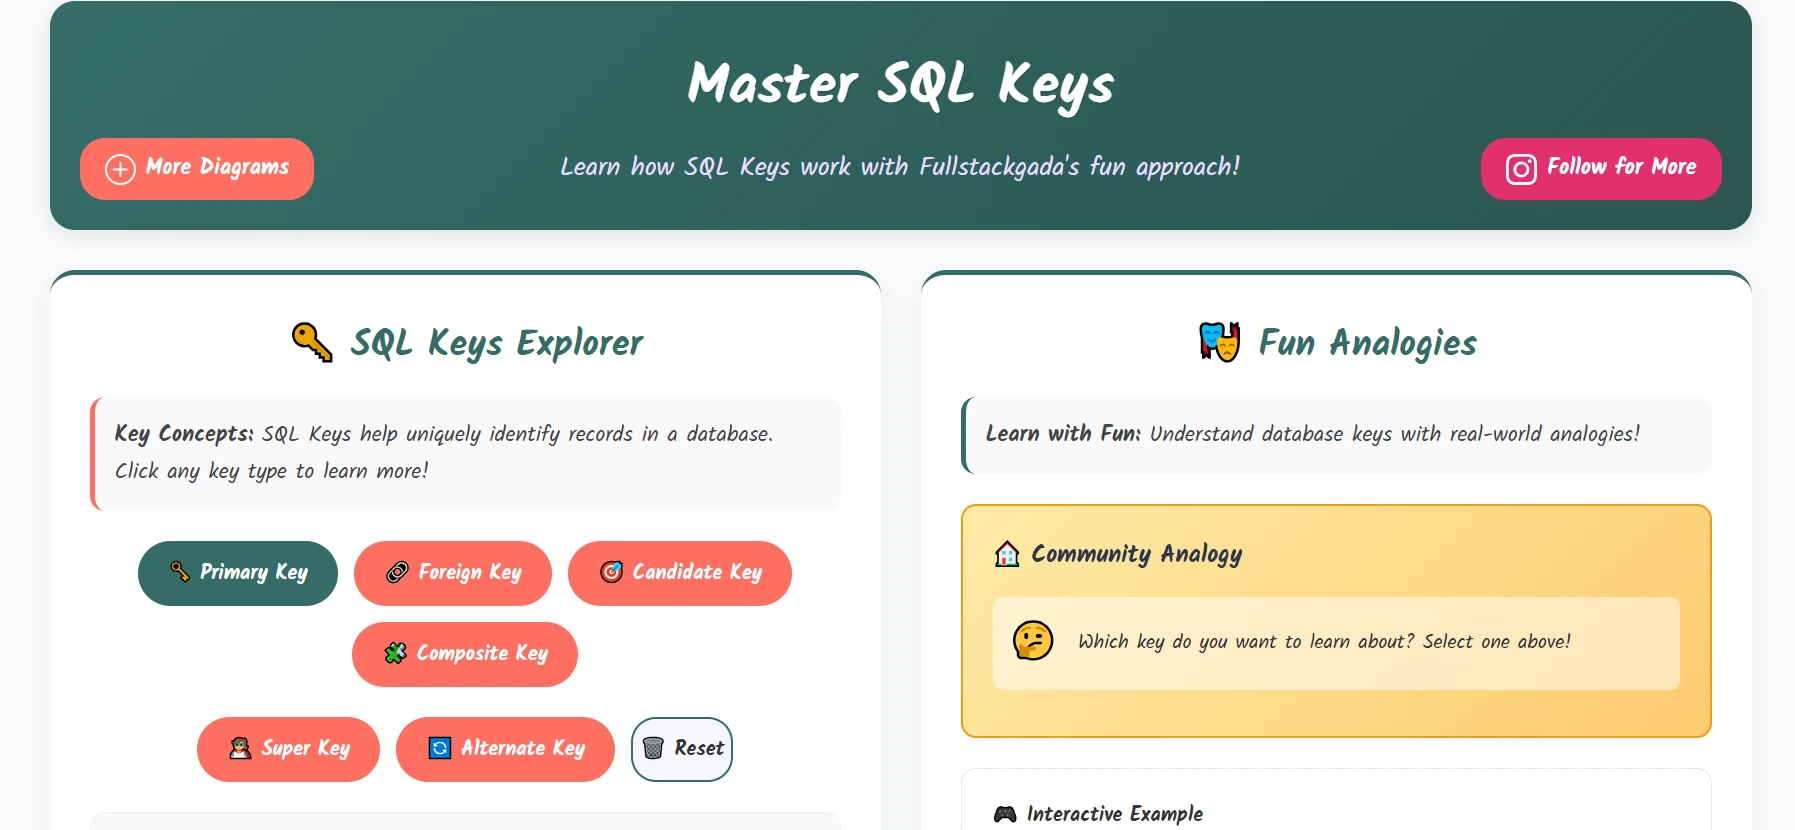 Master SQL Keys
More Diagrams
Learn how SQL Keys work with Fullstackgada's fun approach!
Follow for More
SQL Keys Explorer
Key Concepts: SQL Keys help uniquely identify records in a database.
Click any key type to learn more!
Primary Key
Foreign Key
Candidate Key
Composite Key
Super Key
Alternate Key
Reset
Fun Analogies
Learn with Fun: Understand database keys with real-world analogies!
Community Analogy
Which key do you want to learn about? Select one above!
Interactive Example